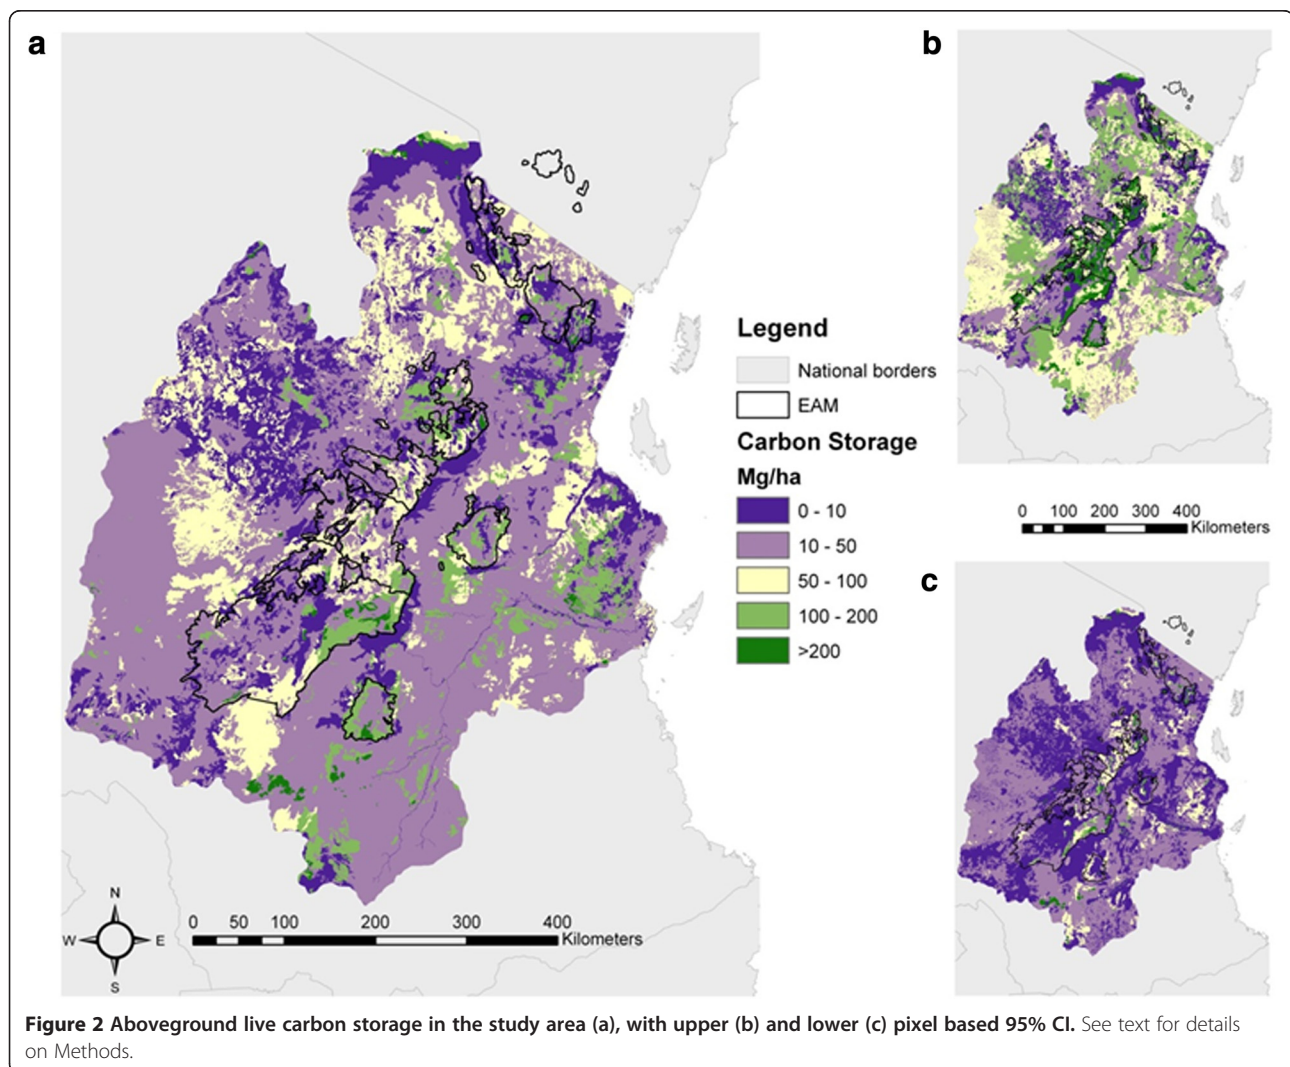 a
b
Legend
National borders
EAM
Carbon Storage
Mg/ha
0 - 10
10 - 50
50 - 100
100 - 200
>200
0 100 200 300 400
Kilometers
c
N
W E
S
0 50 100 200 300 400
Kilometers
Figure 2 Aboveground live carbon storage in the study area (a), with upper (b) and lower (c) pixel based 95% CI. See text for details
on Methods.